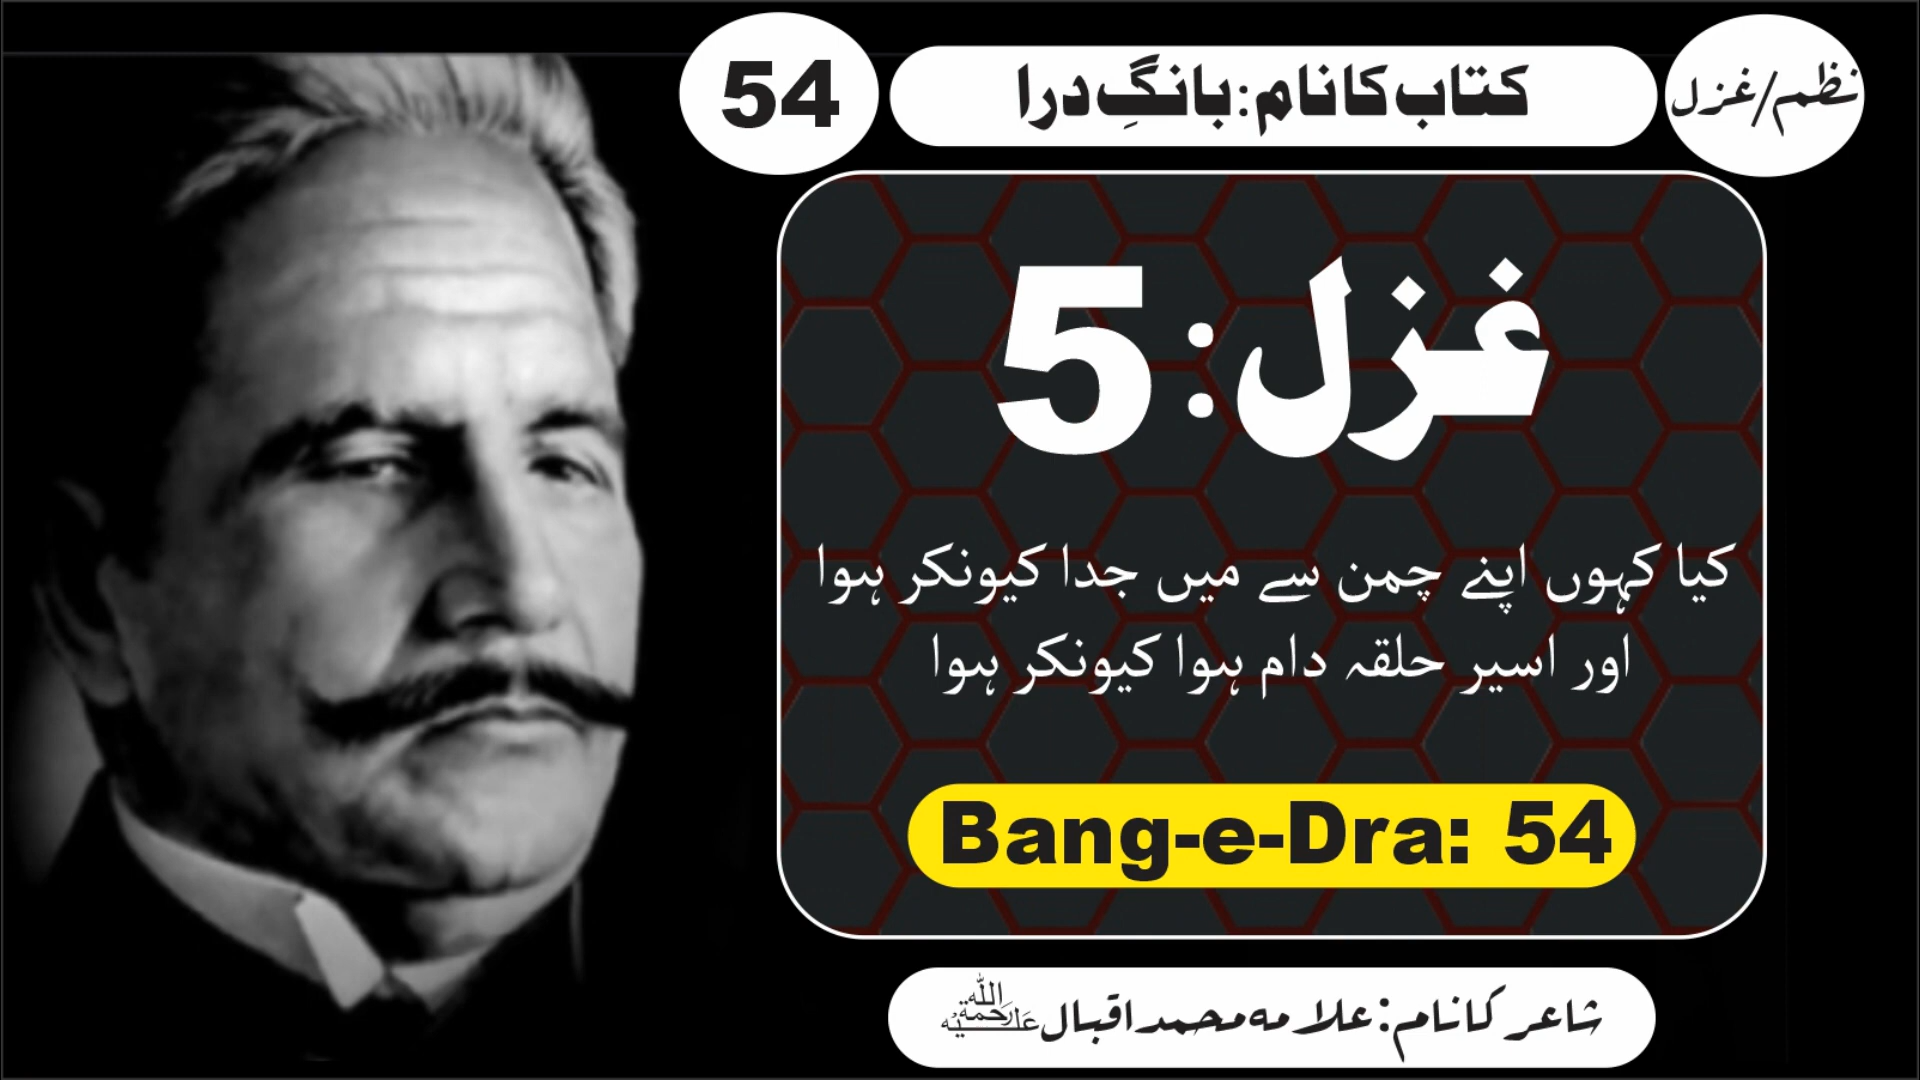 نظم/غزل
کتاب کا نام: بانگِ درا
54
غزل: 5
کیا کہوں اپنے چمن سے میں جدا کیونکر ہوا
اور اسیر حلقہ دام ہوا کیونکر ہوا
Bang-e-Dra: 54
شاعر کا نام: علامہ محمد اقبال رحمۃ اللہ علیہ